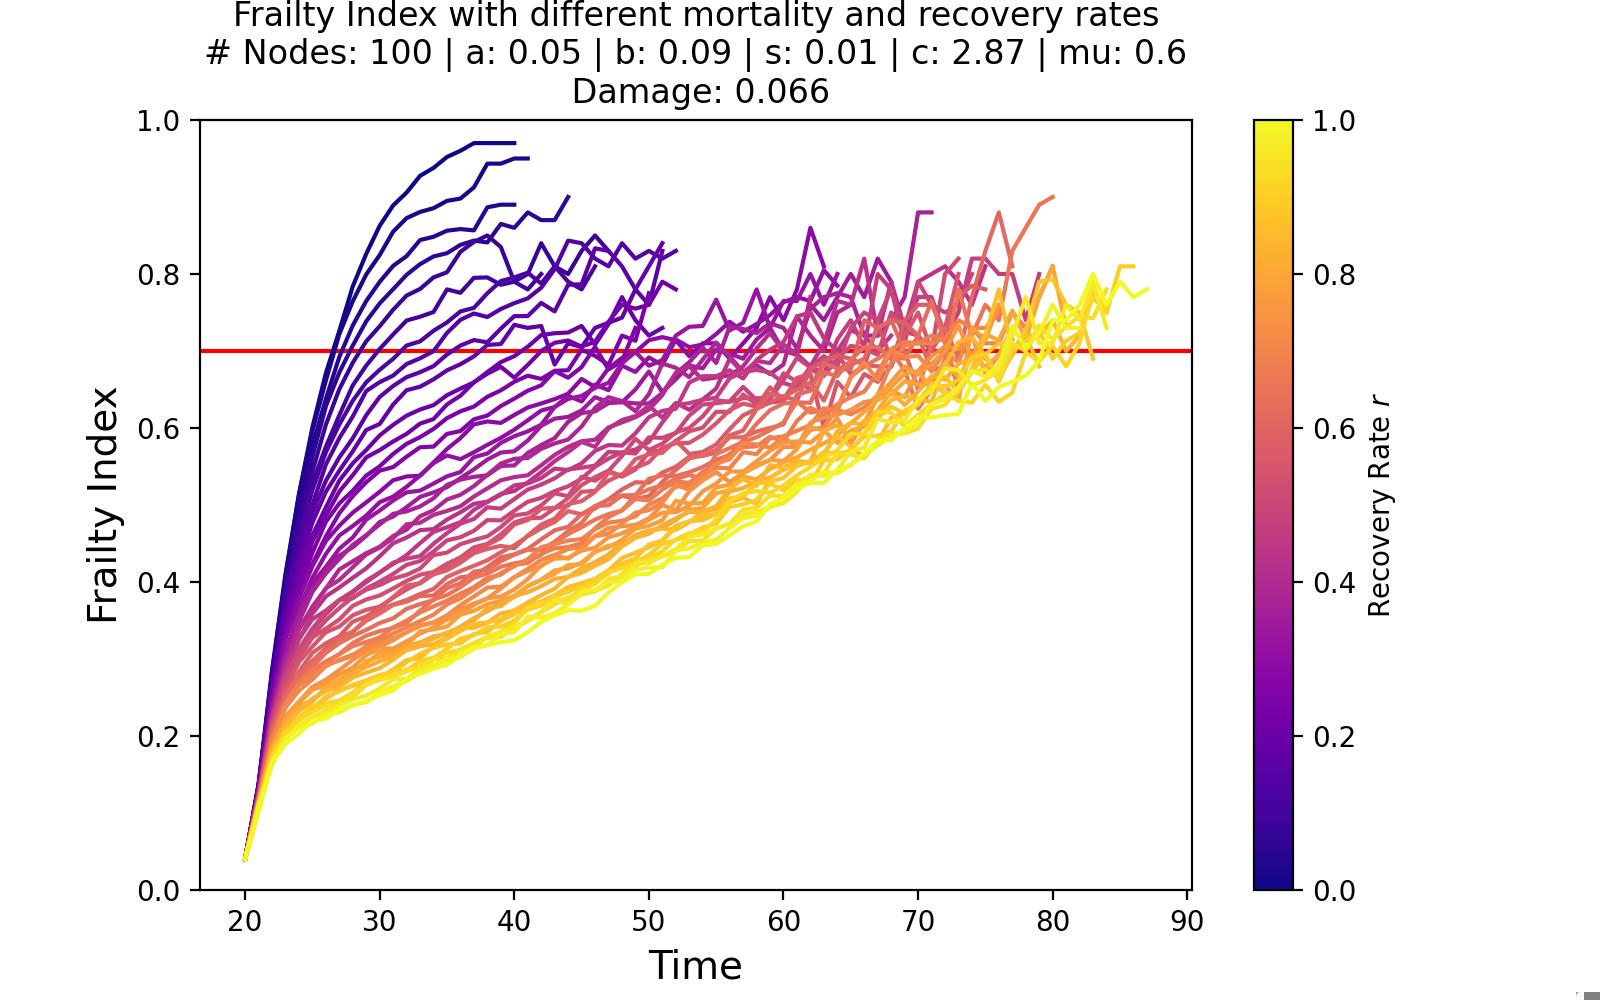 Frailty Index with different mortality and recovery rates
# Nodes: 100 | a: 0.05 | b: 0.09 | s: 0.01 | c: 2.87 | mu: 0.6
Damage: 0.066
1.0
0.8
0.6
0.4
0.2
0.0
Frailty Index
20 30 40 50 60 70 80 90
Time
1.0
0.8
0.6
0.4
0.2
0.0
Recovery Rate r